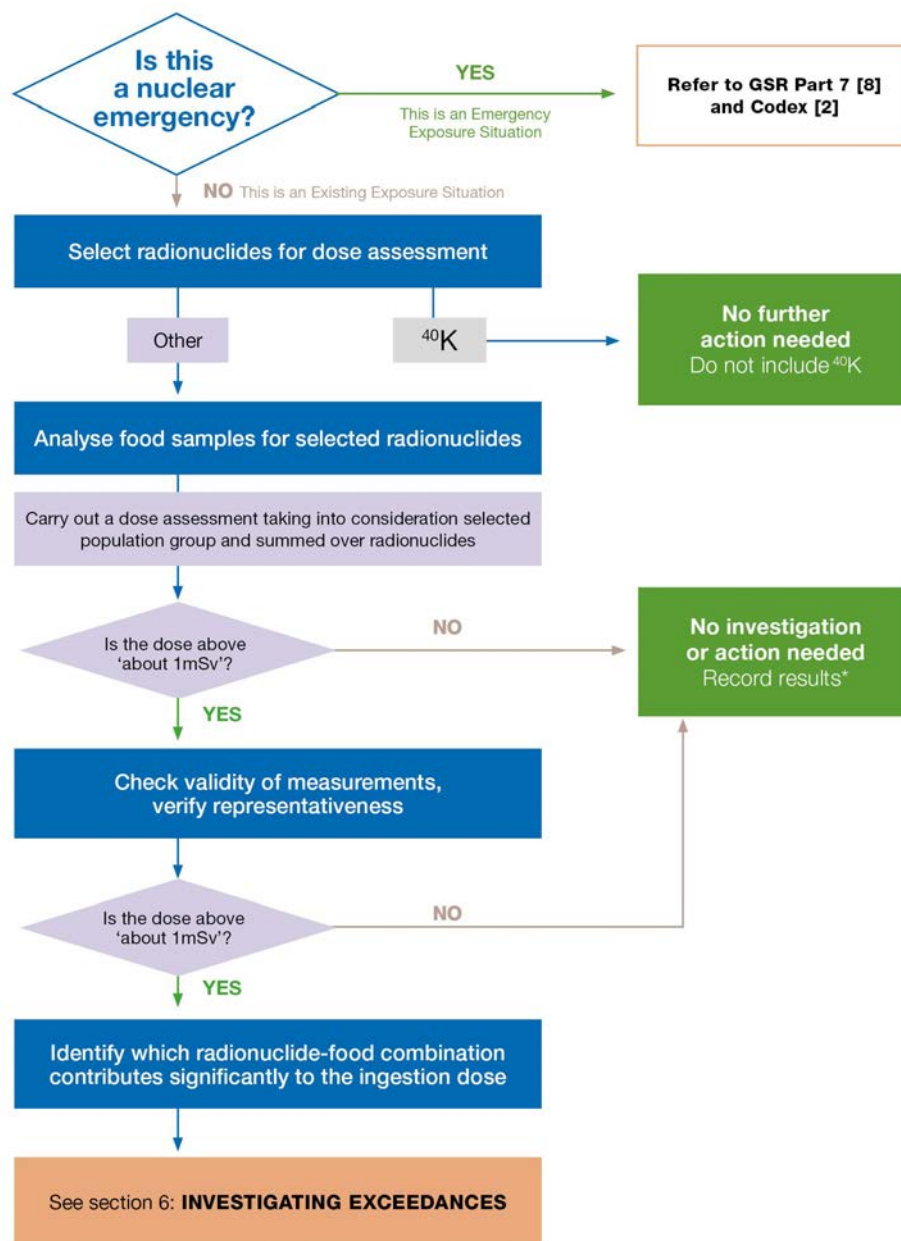 Is this
a nuclear
emergency?
YES
This is an Emergency
Exposure Situation
Refer to GSR Part 7 [8]
and Codex [2]
NO This is an Existing Exposure Situation
Select radionuclides for dose assessment
Other
⁴⁰K
No further
action needed
Do not include ⁴⁰K
Analyse food samples for selected radionuclides
Carry out a dose assessment taking into consideration selected
population group and summed over radionuclides
Is the dose above
‘about 1mSv’?
NO
No investigation
or action needed
Record results*
YES
Check validity of measurements,
verify representativeness
Is the dose above
‘about 1mSv’?
NO
YES
Identify which radionuclide-food combination
contributes significantly to the ingestion dose
See section 6: INVESTIGATING EXCEEDANCES